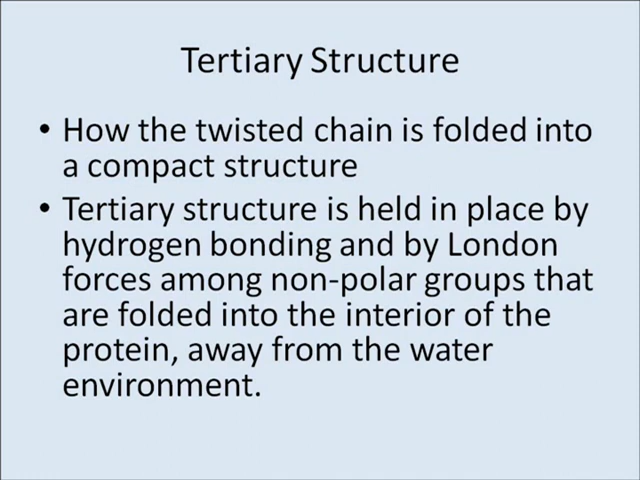 Tertiary Structure
• How the twisted chain is folded into
a compact structure
• Tertiary structure is held in place by
hydrogen bonding and by London
forces among non-polar groups that
are folded into the interior of the
protein, away from the water
environment.